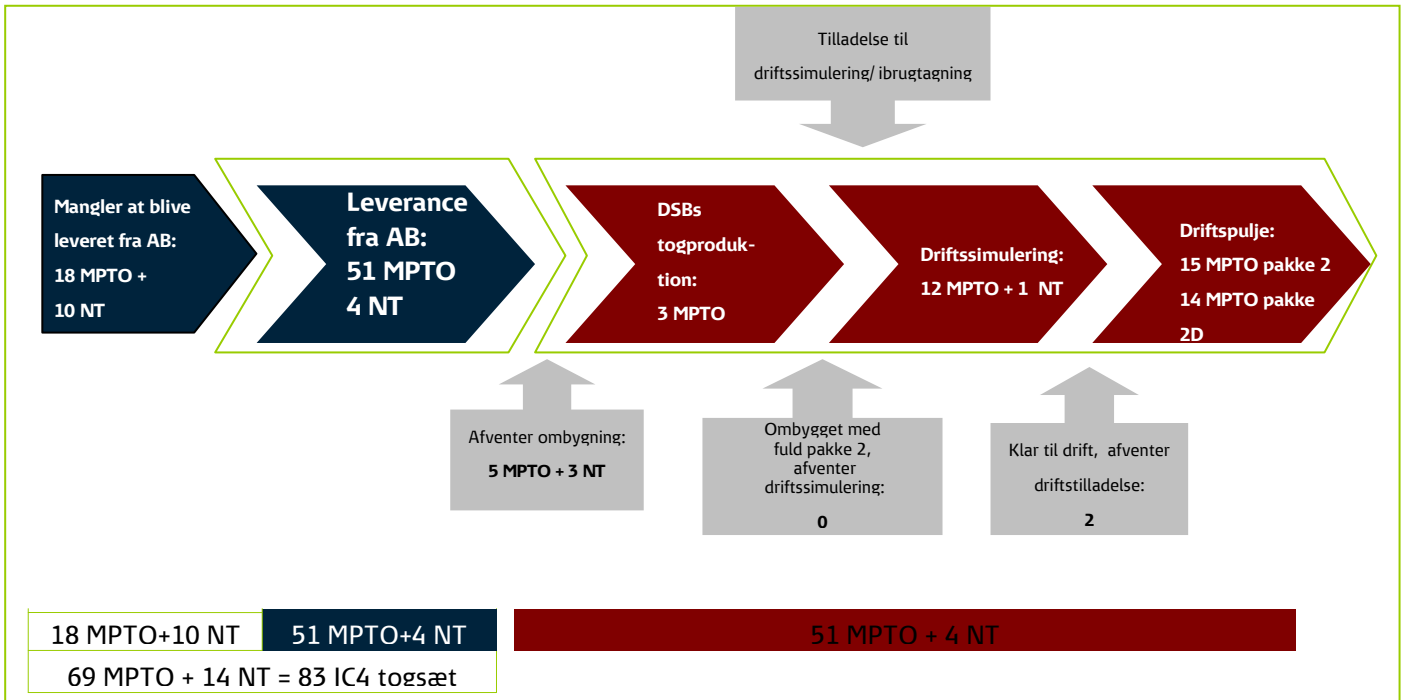 Tilladelse til
driftssimulering/ ibrugtagning
Mangler at blive
leveret fra AB:
18 MPTO +
10 NT
Leverance
fra AB:
51 MPTO
4 NT
DSBs
togproduk-
tion:
3 MPTO
Driftssimulering:
12 MPTO + 1 NT
Driftspulje:
15 MPTO pakke 2
14 MPTO pakke
2D
Afventer ombygning:
5 MPTO + 3 NT
Ombygget med
fuld pakke 2,
afventer
driftssimulering:
0
Klar til drift, afventer
driftstilladelse:
2
18 MPTO+10 NT
51 MPTO+4 NT
51 MPTO + 4 NT
69 MPTO + 14 NT = 83 IC4 togsæt